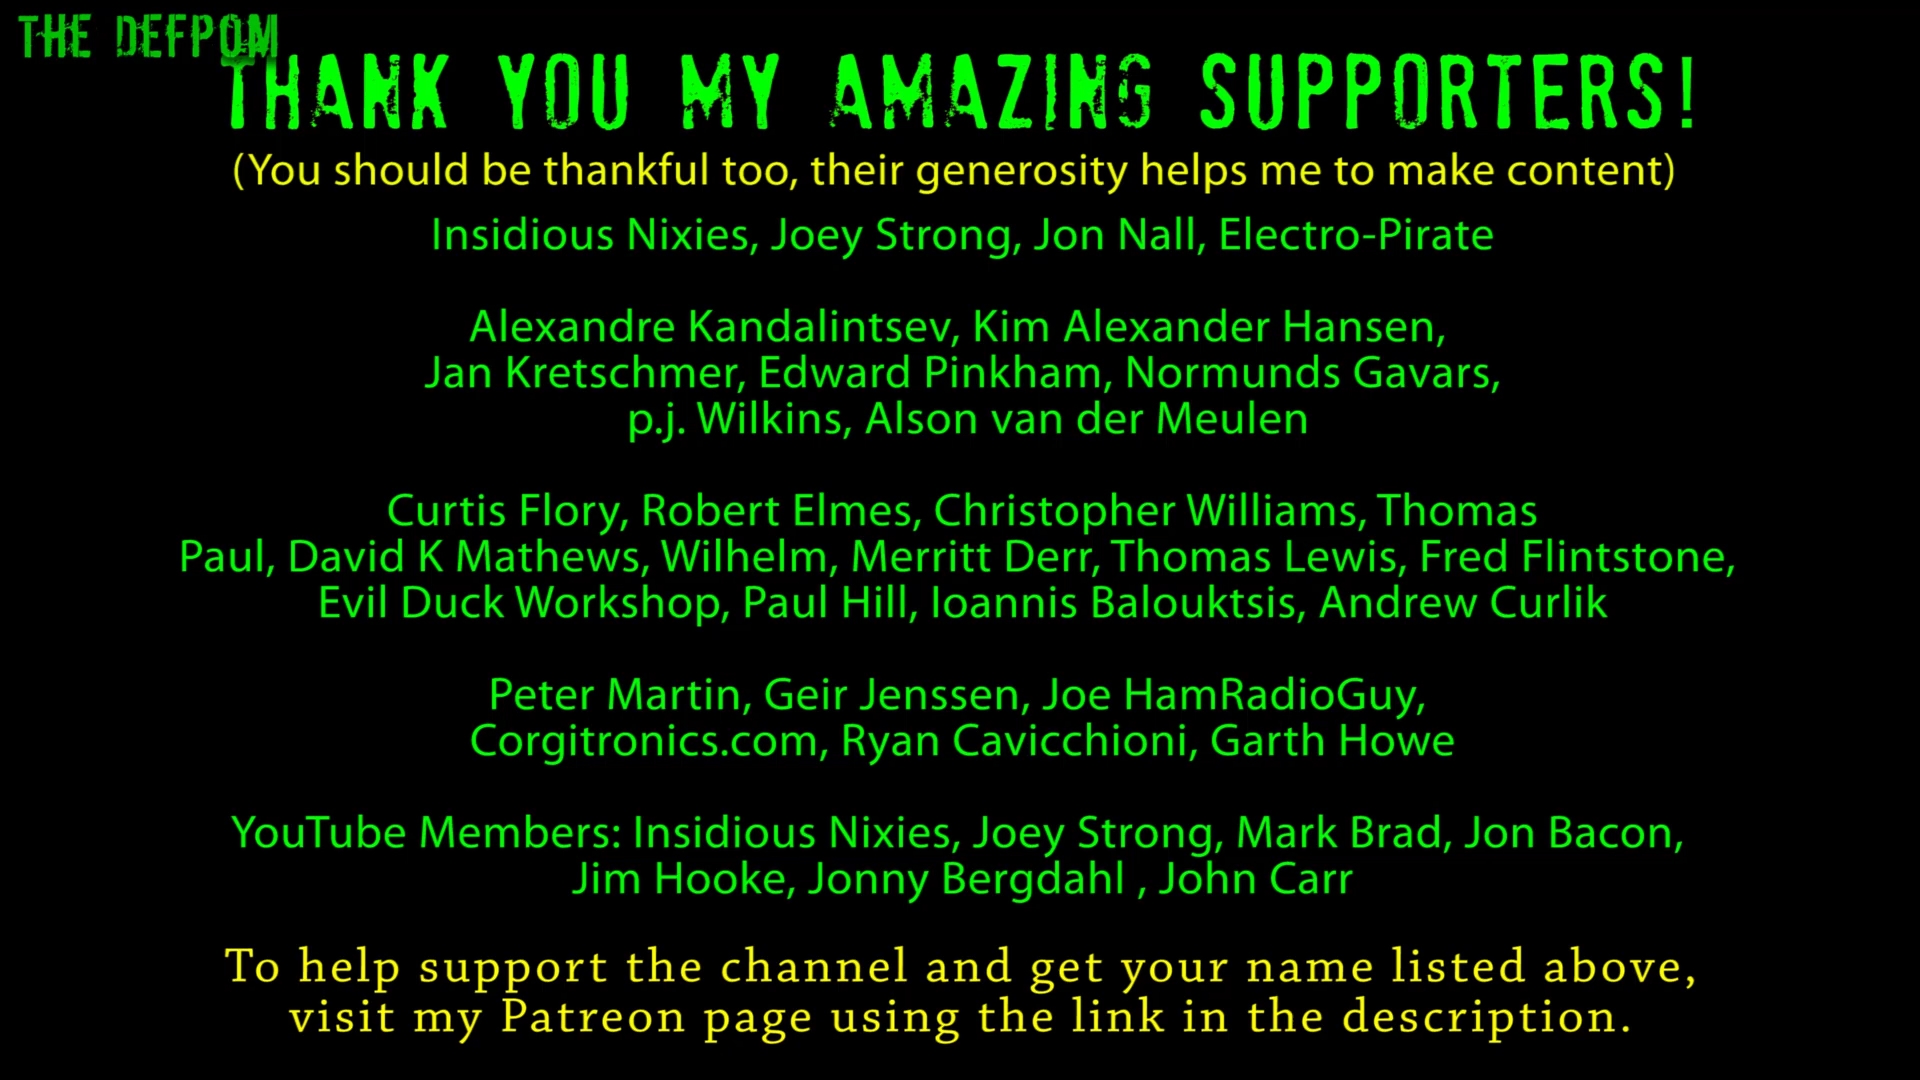 THE DEFPOM
THANK YOU MY AMAZING SUPPORTERS!
(You should be thankful too, their generosity helps me to make content)
Insidious Nixies, Joey Strong, Jon Nall, Electro-Pirate
Alexandre Kandalintsev, Kim Alexander Hansen,
Jan Kretschmer, Edward Pinkham, Normunds Gavars,
p.j. Wilkins, Alson van der Meulen
Curtis Flory, Robert Elmes, Christopher Williams, Thomas
Paul, David K Mathews, Wilhelm, Merritt Derr, Thomas Lewis, Fred Flintstone,
Evil Duck Workshop, Paul Hill, Ioannis Balouktsis, Andrew Curlik
Peter Martin, Geir Jenssen, Joe HamRadioGuy,
Corgitronics.com, Ryan Cavicchioni, Garth Howe
YouTube Members: Insidious Nixies, Joey Strong, Mark Brad, Jon Bacon,
Jim Hooke, Jonny Bergdahl , John Carr
To help support the channel and get your name listed above,
visit my Patreon page using the link in the description.